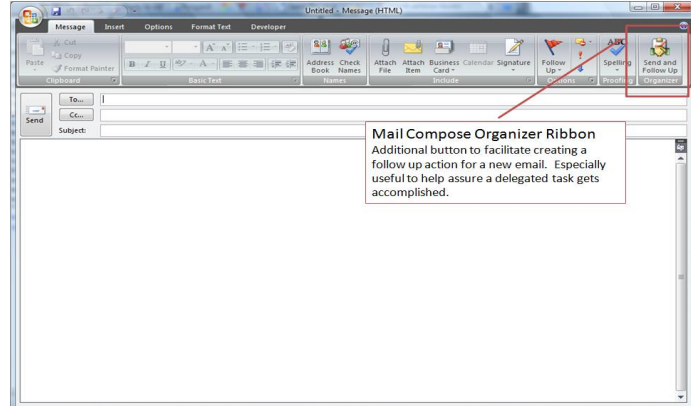 Untitled - Message (HTML)
Message Insert Options Format Text Developer
Cut
Copy
Paste
Format Painter
Clipboard
Basic Text
Address Book
Check Names
Names
Attach File
Attach Item
Business Card
Calendar
Signature
Include
Follow Up
Options
Spelling
Proofing
Send and Follow Up
Organizer
Send
To...
Cc...
Subject:
Mail Compose Organizer Ribbon
Additional button to facilitate creating a
follow up action for a new email. Especially
useful to help assure a delegated task gets
accomplished.